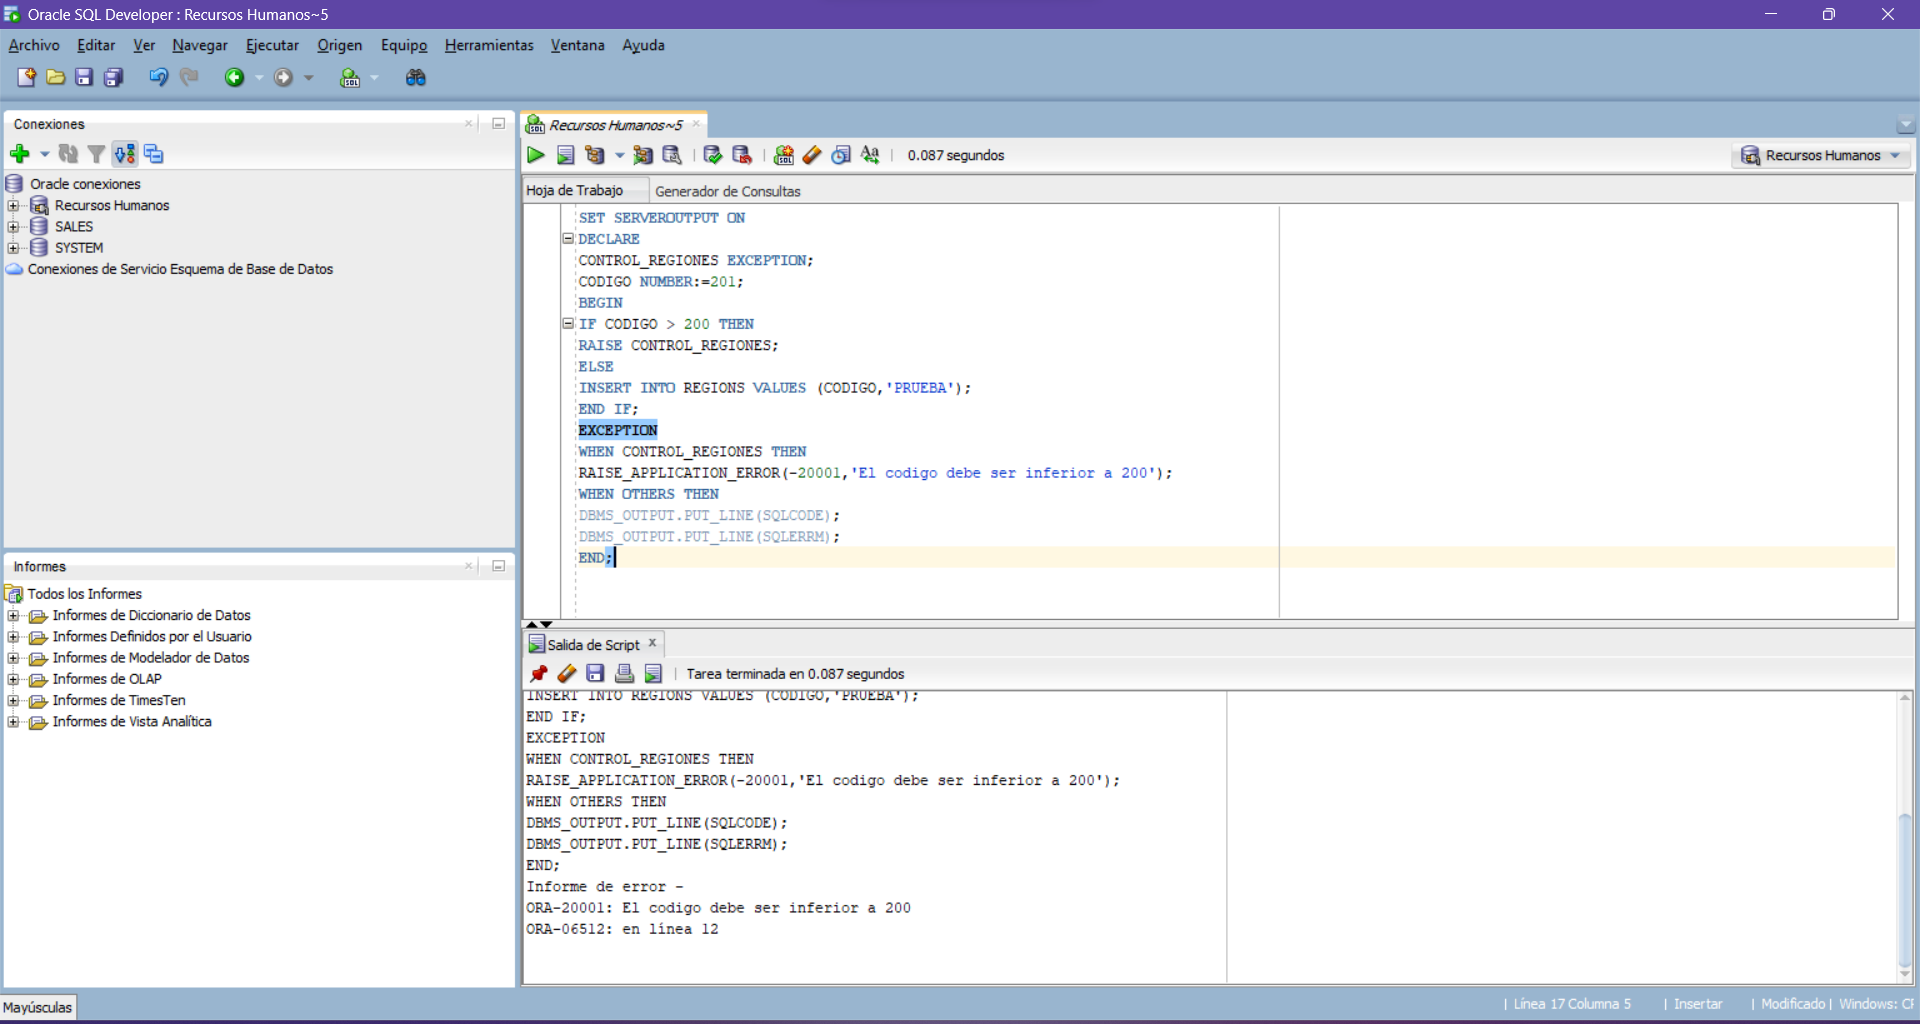 Oracle SQL Developer : Recursos Humanos~5
Archivo Editar Ver Navegar Ejecutar Origen Equipo Herramientas Ventana Ayuda
Conexiones
Oracle conexiones
Recursos Humanos
SALES
SYSTEM
Conexiones de Servicio Esquema de Base de Datos
Informes
Todos los Informes
Informes de Diccionario de Datos
Informes Definidos por el Usuario
Informes de Modelador de Datos
Informes de OLAP
Informes de TimesTen
Informes de Vista Analítica
Recursos Humanos~5
0.087 segundos
Recursos Humanos
Hoja de Trabajo Generador de Consultas
SET SERVEROUTPUT ON
DECLARE
CONTROL_REGIONES EXCEPTION;
CODIGO NUMBER:=201;
BEGIN
IF CODIGO > 200 THEN
RAISE CONTROL_REGIONES;
ELSE
INSERT INTO REGIONS VALUES (CODIGO,'PRUEBA');
END IF;
EXCEPTION
WHEN CONTROL_REGIONES THEN
RAISE_APPLICATION_ERROR(-20001,'El codigo debe ser inferior a 200');
WHEN OTHERS THEN
DBMS_OUTPUT.PUT_LINE(SQLCODE);
DBMS_OUTPUT.PUT_LINE(SQLERRM);
END;
Salida de Script
Tarea terminada en 0.087 segundos
INSERT INTO REGIONS VALUES (CODIGO,'PRUEBA');
END IF;
EXCEPTION
WHEN CONTROL_REGIONES THEN
RAISE_APPLICATION_ERROR(-20001,'El codigo debe ser inferior a 200');
WHEN OTHERS THEN
DBMS_OUTPUT.PUT_LINE(SQLCODE);
DBMS_OUTPUT.PUT_LINE(SQLERRM);
END;
Informe de error -
ORA-20001: El codigo debe ser inferior a 200
ORA-06512: en línea 12
Mayúsculas
| Línea 17 Columna 5 | Insertar | Modificado | Windows: CF